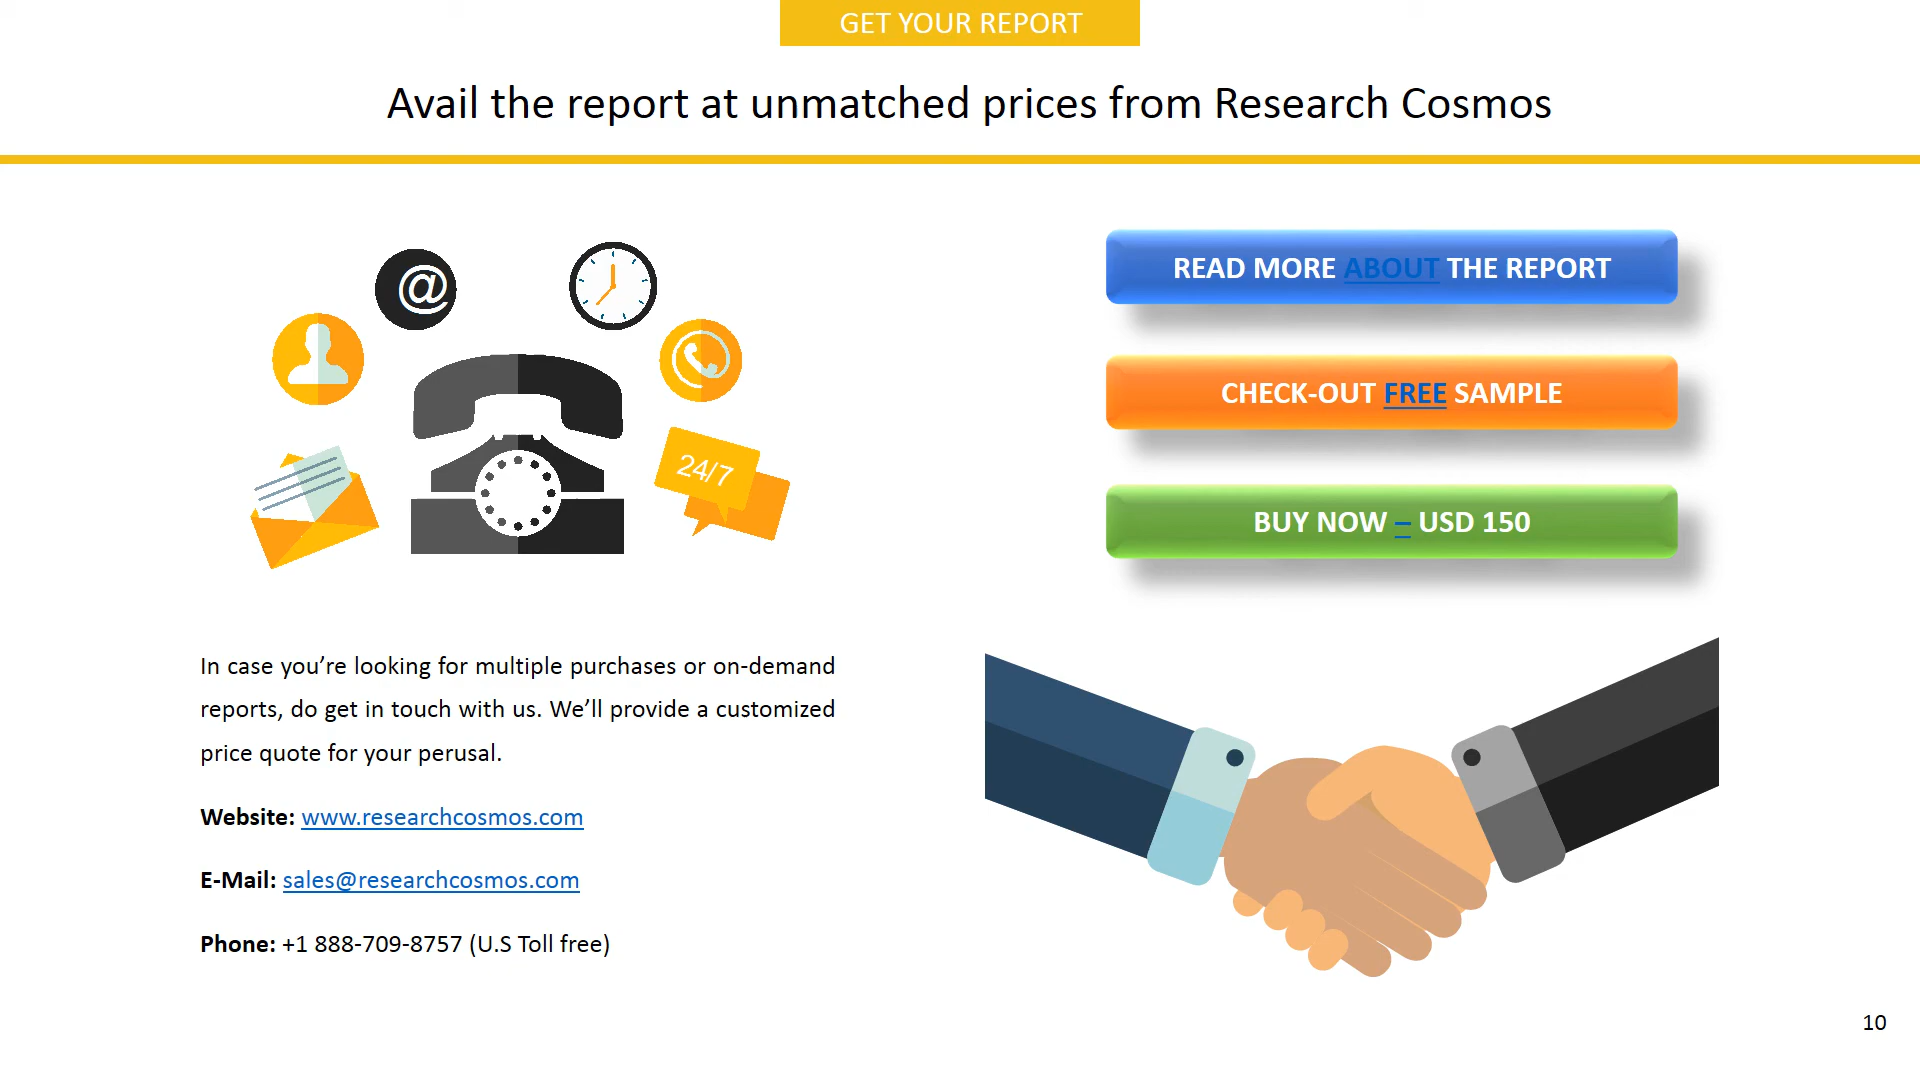 GET YOUR REPORT
Avail the report at unmatched prices from Research Cosmos
@
24/7
READ MORE ABOUT THE REPORT
CHECK-OUT FREE SAMPLE
BUY NOW – USD 150
In case you’re looking for multiple purchases or on-demand
reports, do get in touch with us. We’ll provide a customized
price quote for your perusal.
Website: www.researchcosmos.com
E-Mail: sales@researchcosmos.com
Phone: +1 888-709-8757 (U.S Toll free)
10